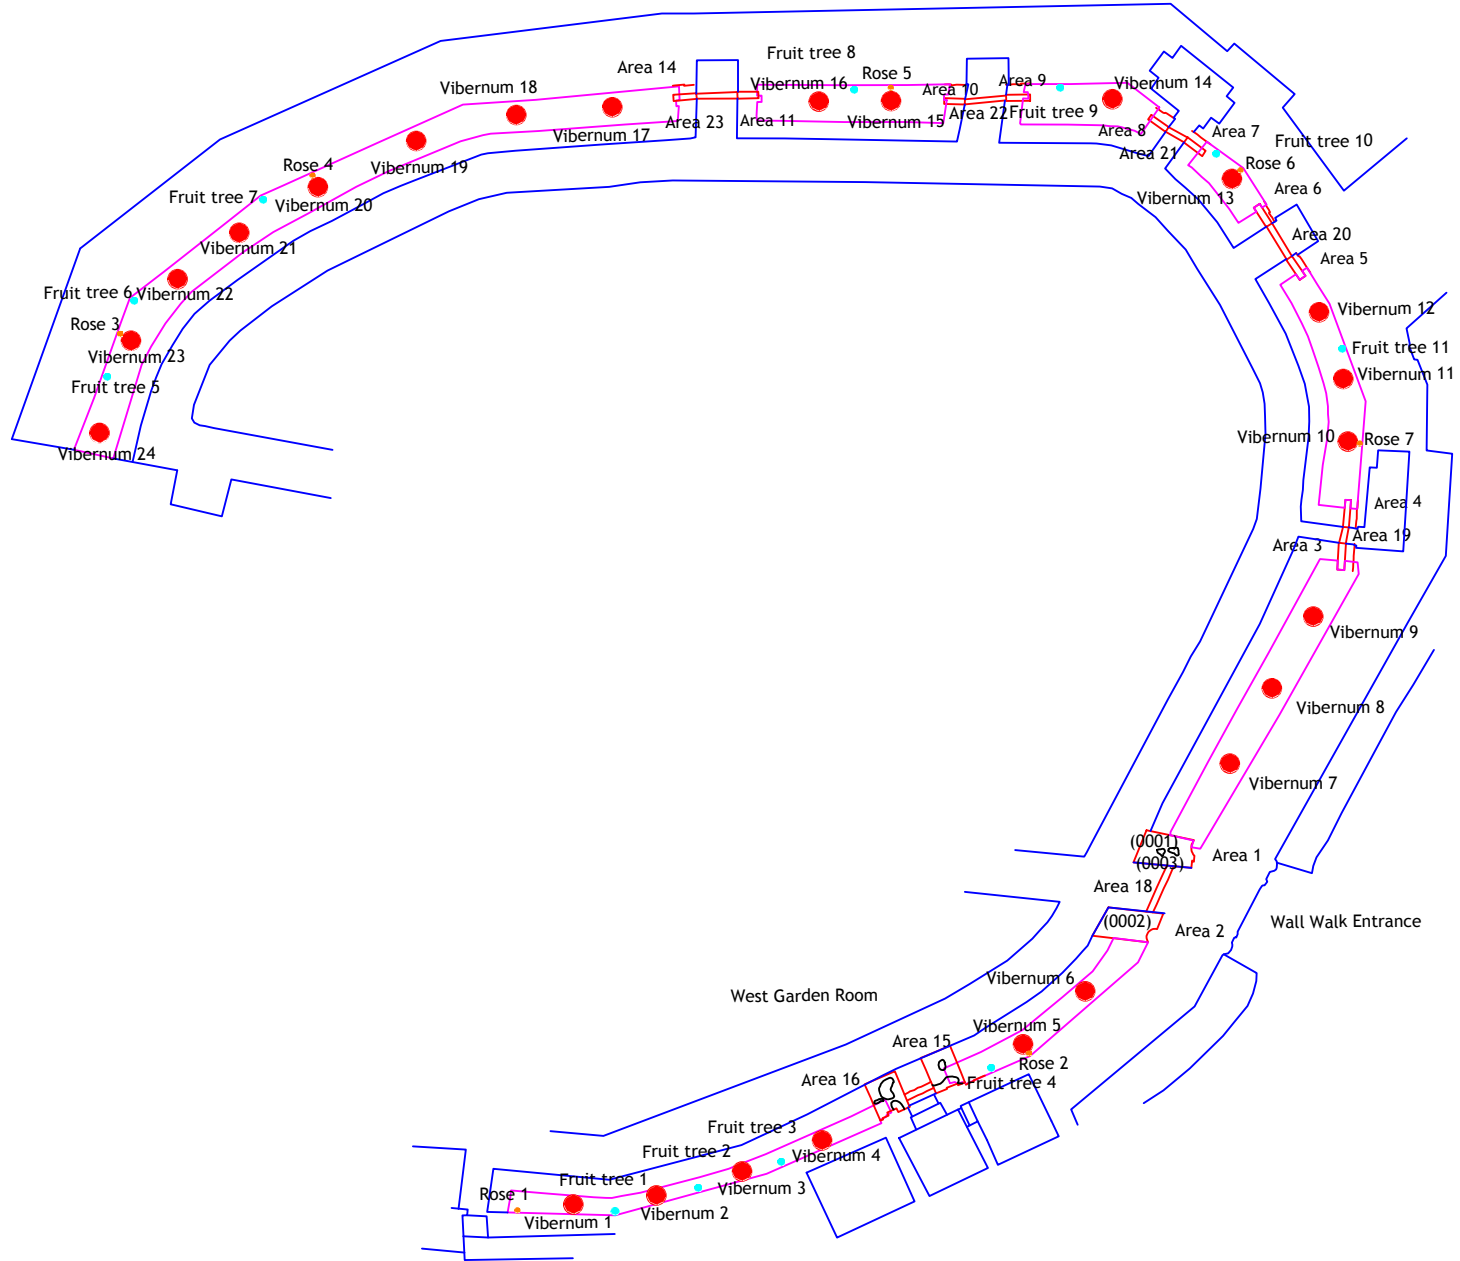 Fruit tree 8
Area 14
Rose 5
Vibernum 18
Vibernum 16
Area 10
Area 9
Vibernum 14
Vibernum 17
Area 23
Area 11
Vibernum 15
Area 22
Fruit tree 9
Area 8
Area 7
Fruit tree 10
Vibernum 19
Area 21
Rose 4
Rose 6
Fruit tree 7
Vibernum 20
Vibernum 13
Area 6
Vibernum 21
Area 20
Area 5
Fruit tree 6
Vibernum 22
Vibernum 12
Rose 3
Vibernum 23
Fruit tree 11
Fruit tree 5
Vibernum 11
Vibernum 10
Rose 7
Vibernum 24
Area 4
Area 3
Area 19
Vibernum 9
Vibernum 8
Vibernum 7
(0001)
(0003)
Area 1
Area 18
(0002)
Area 2
Wall Walk Entrance
Vibernum 6
West Garden Room
Vibernum 5
Area 15
Rose 2
Area 16
Fruit tree 4
Fruit tree 3
Fruit tree 2
Vibernum 4
Fruit tree 1
Vibernum 3
Rose 1
Vibernum 2
Vibernum 1